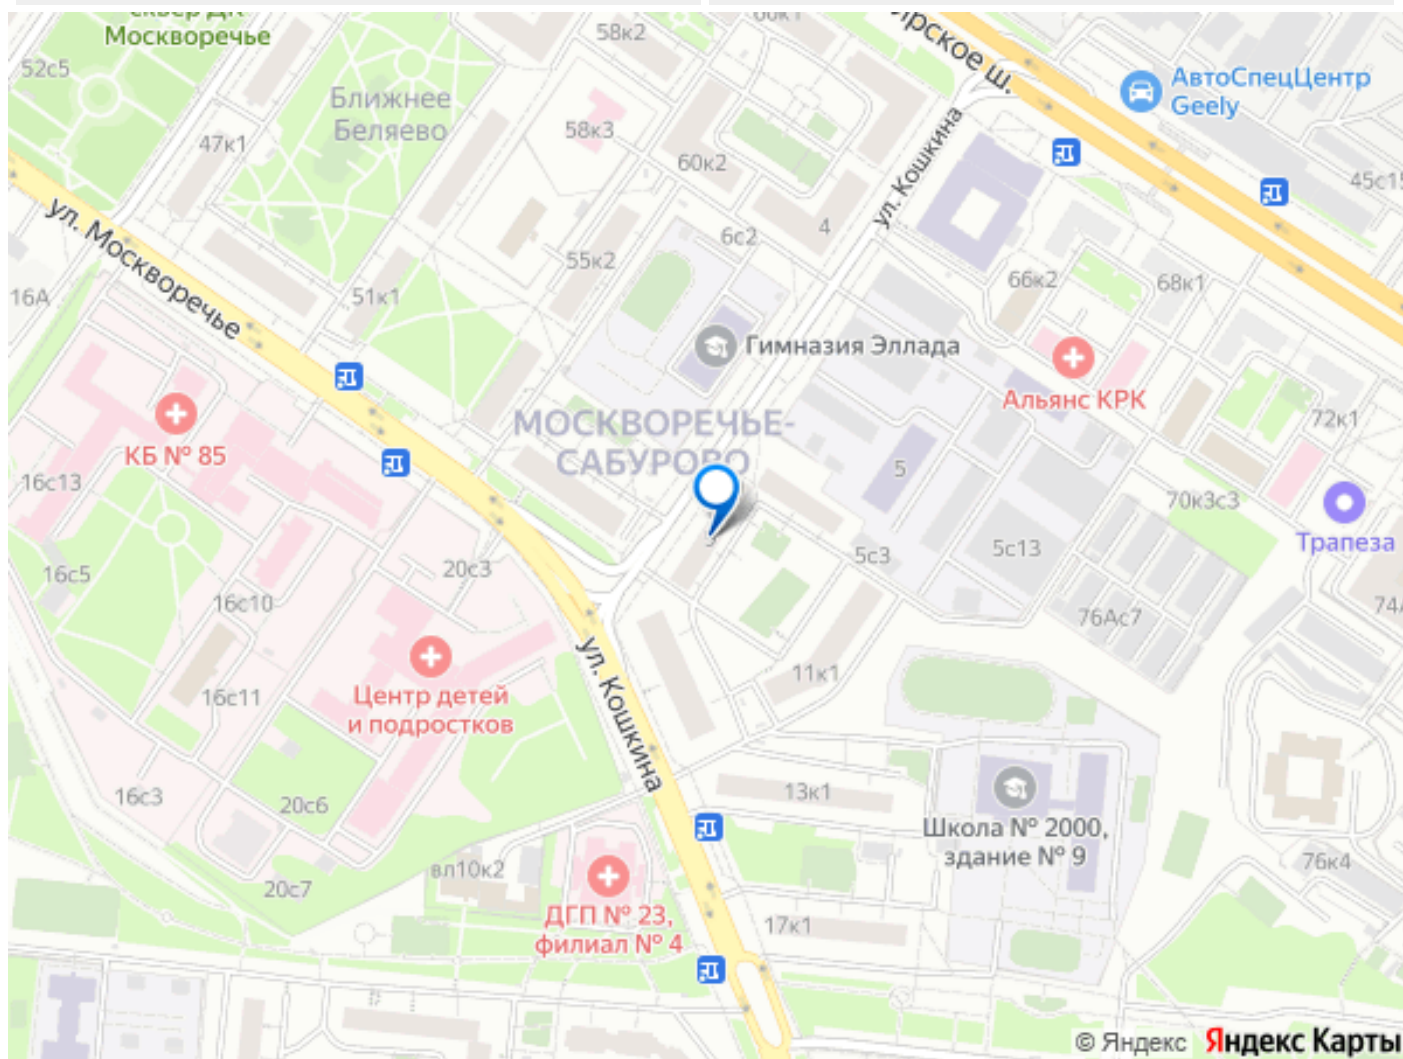 Москворечье
60к1
58к2
52с5
АвтоСпецЦентр
Geely
Ближнее
Беляево
58к3
47к1
60к2
ул. Кошкина
45с15
4
6с2
55к2
66к2
68к1
16А
51к1
ул. Москворечье
Гимназия Эллада
Альянс КРК
МОСКВОРЕЧЬЕ-
САБУРОВО
72к1
КБ № 85
16с13
5
70к3с3
Трапеза
5с3
5с13
20с3
16с5
16с10
76Ас7
11к1
16с11
Центр детей
и подростков
ул. Кошкина
16с3
20с6
13к1
Школа № 2000,
здание № 9
вл10к2
20с7
76к4
ДГП № 23,
филиал № 4
17к1
© Яндекс Яндекс Карты